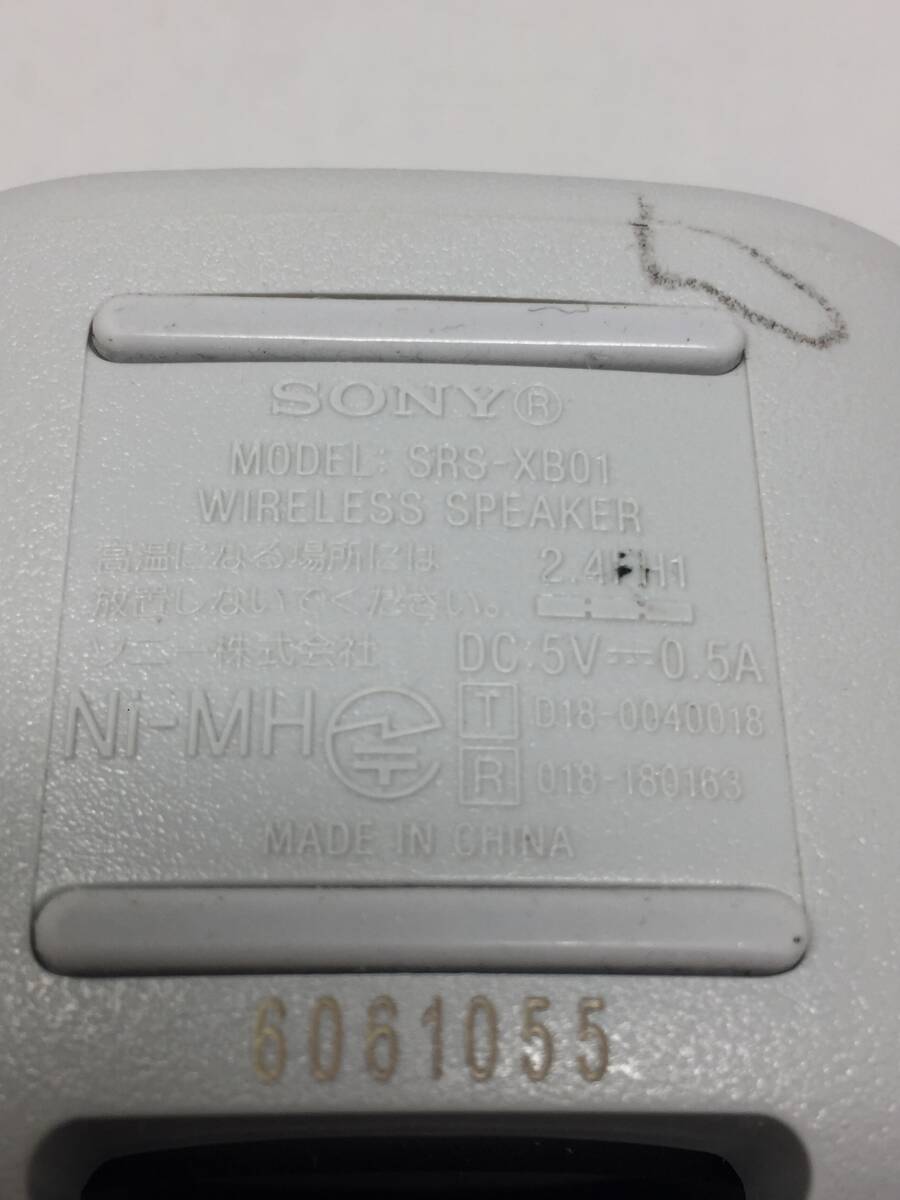 SONY®
MODEL: SRS-XB01
WIRELESS SPEAKER
高温になる場所には
放置しないでください。
2.4FH1
ソニー株式会社
DC:5V⎓0.5A
Ni-MH
T D18-0040018
R 018-180163
MADE IN CHINA
6061055